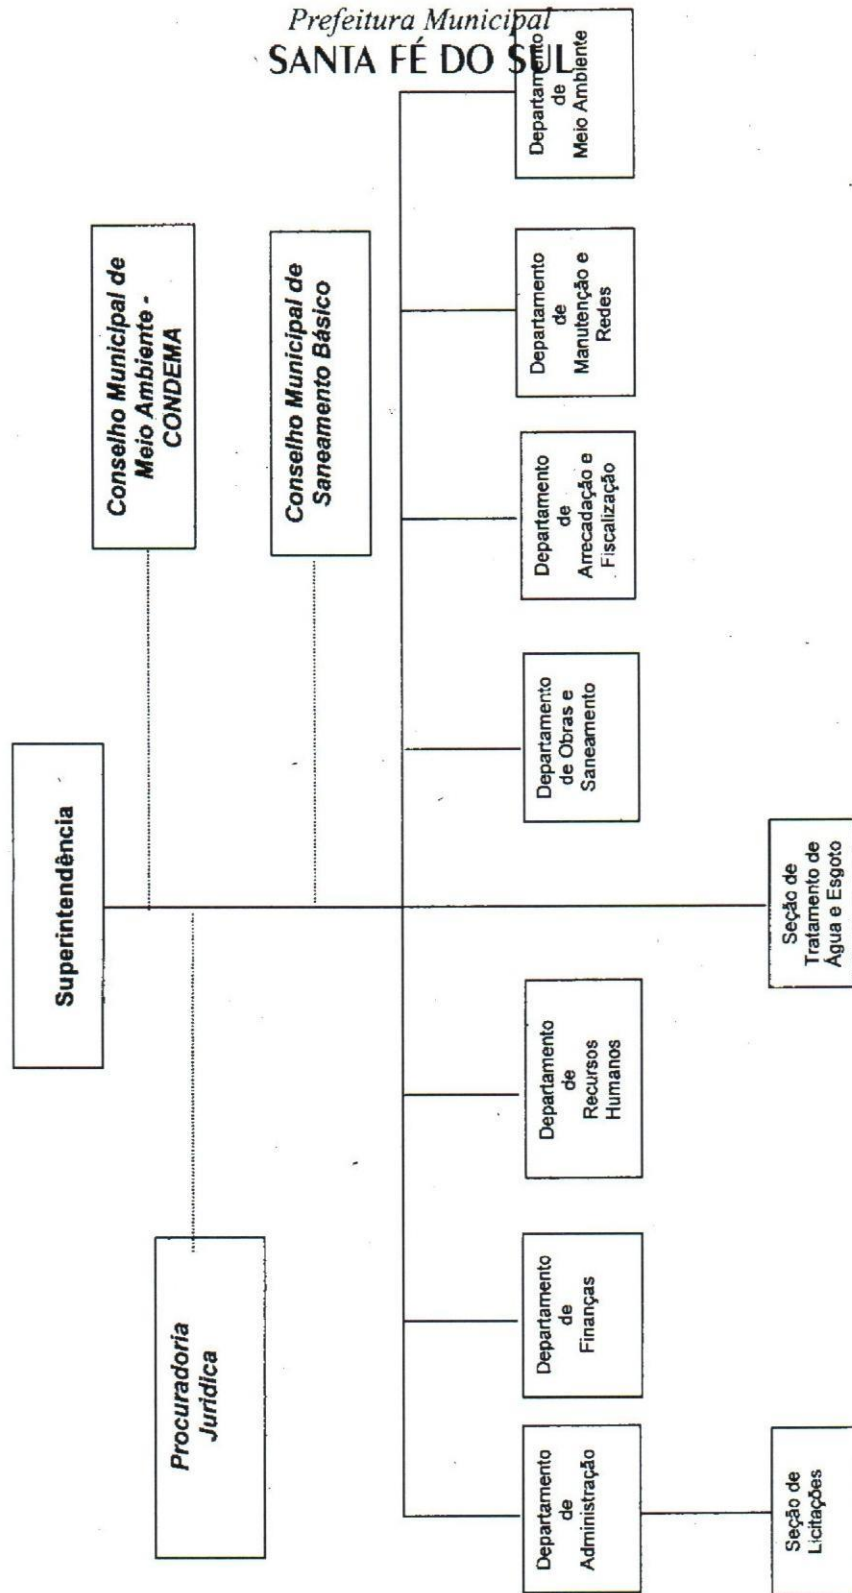 Prefeitura Municipal
SANTA FÉ DO SUL
Superintendência
Conselho Municipal de
Meio Ambiente -
CONDEMA
Procuradoria
Jurídica
Conselho Municipal de
Saneamento Básico
Departamento
de
Administração
Departamento
de
Finanças
Departamento
de
Recursos
Humanos
Departamento
de Obras e
Saneamento
Departamento
de
Arrecadação e
Fiscalização
Departamento
de
Manutenção e
Redes
Departamento
de
Meio Ambiente
Seção de
Licitações
Seção de
Tratamento de
Água e Esgoto